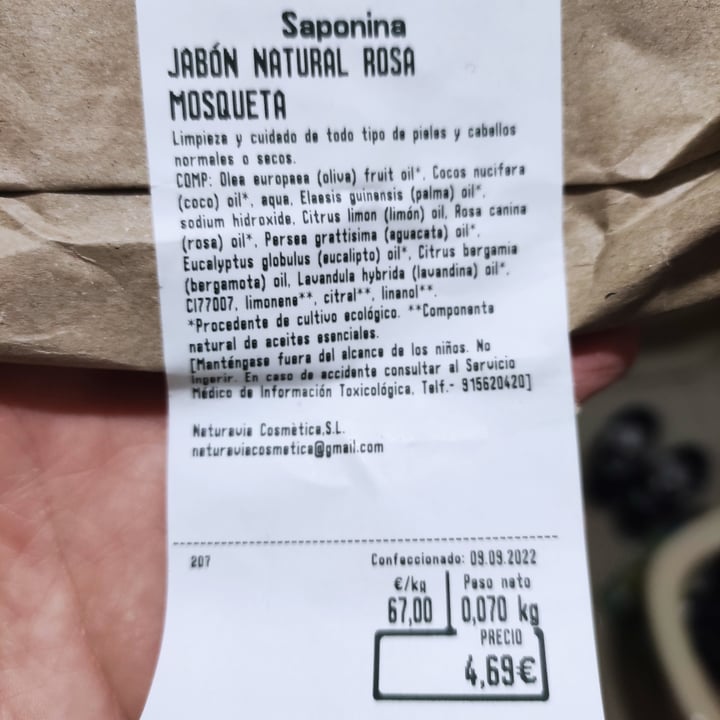 Saponina
JABÓN NATURAL ROSA
MOSQUETA
Limpieza y cuidado de todo tipo de pieles y cabellos
normales o secos.
COMP: Olea europaea (oliva) fruit oil*, Cocos nucifera
(coco) oil*, aqua, Elaesis guinensis (palma) oil*,
sodium hidroxide, Citrus limon (limón) oil, Rosa canina
(rosa) oil*, Persea grattisima (aguacata) oil*,
Eucalyptus globulus (eucalipto) oil*, Citrus bergamia
(bergamota) oil, Lavandula hybrida (lavandina) oil*,
CI77007, limonene**, citral**, linanol**.
*Procedente de cultivo ecológico. **Componente
natural de aceites esenciales.
[Manténgase fuera del alcance de los niños. No
ingerir. En caso de accidente consultar al Servicio
Médico de Información Toxicológica. Telf.- 915620420]
Naturavia Cosmètica,S.L.
naturaviacosmetica@gmail.com
207
Confeccionado: 09.09.2022
€/kg Peso neto
67,00 0,070 kg
PRECIO
4,69€